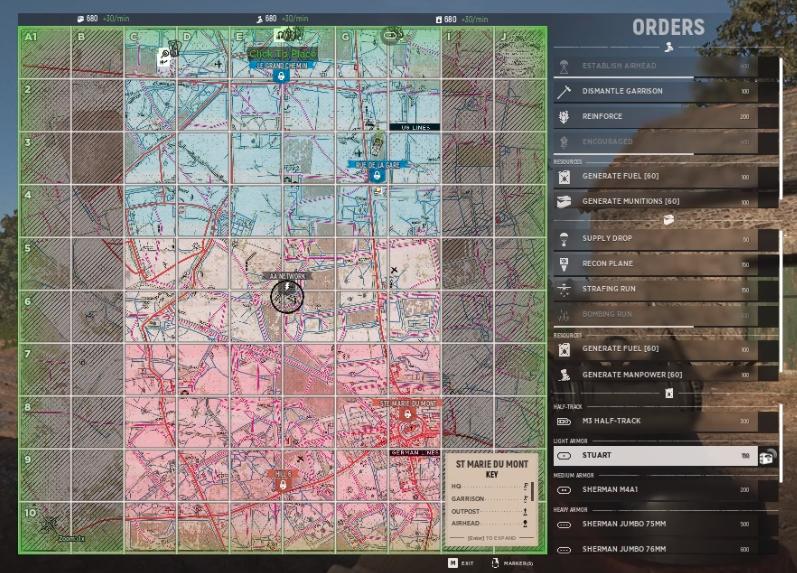 680 +30/min
680 +30/min
680 +30/min
ORDERS
A1 B C D E G I J
Click To Place
LE GRAND CHEMIN
2
US LINES
3
RUE DE LA GARE
4
5
AA NETWORK
6
7
8
STE MARIE DU MONT
9
GERMAN LINES
10
Zoom: 1x
ST MARIE DU MONT
KEY
HQ
GARRISON
OUTPOST
AIRHEAD
[Enter] TO EXPAND
M EXIT
MARKER(S)
ESTABLISH AIRHEAD
DISMANTLE GARRISON 100
REINFORCE 200
ENCOURAGED
RESOURCES
GENERATE FUEL [60] 100
GENERATE MUNITIONS [60] 100
SUPPLY DROP 50
RECON PLANE 150
STRAFING RUN 150
BOMBING RUN
RESOURCES
GENERATE FUEL [60] 100
GENERATE MANPOWER [60] 100
HALF-TRACK
M3 HALF-TRACK 300
LIGHT ARMOR
STUART 150
MEDIUM ARMOR
SHERMAN M4A1 200
HEAVY ARMOR
SHERMAN JUMBO 75MM 500
SHERMAN JUMBO 76MM 600